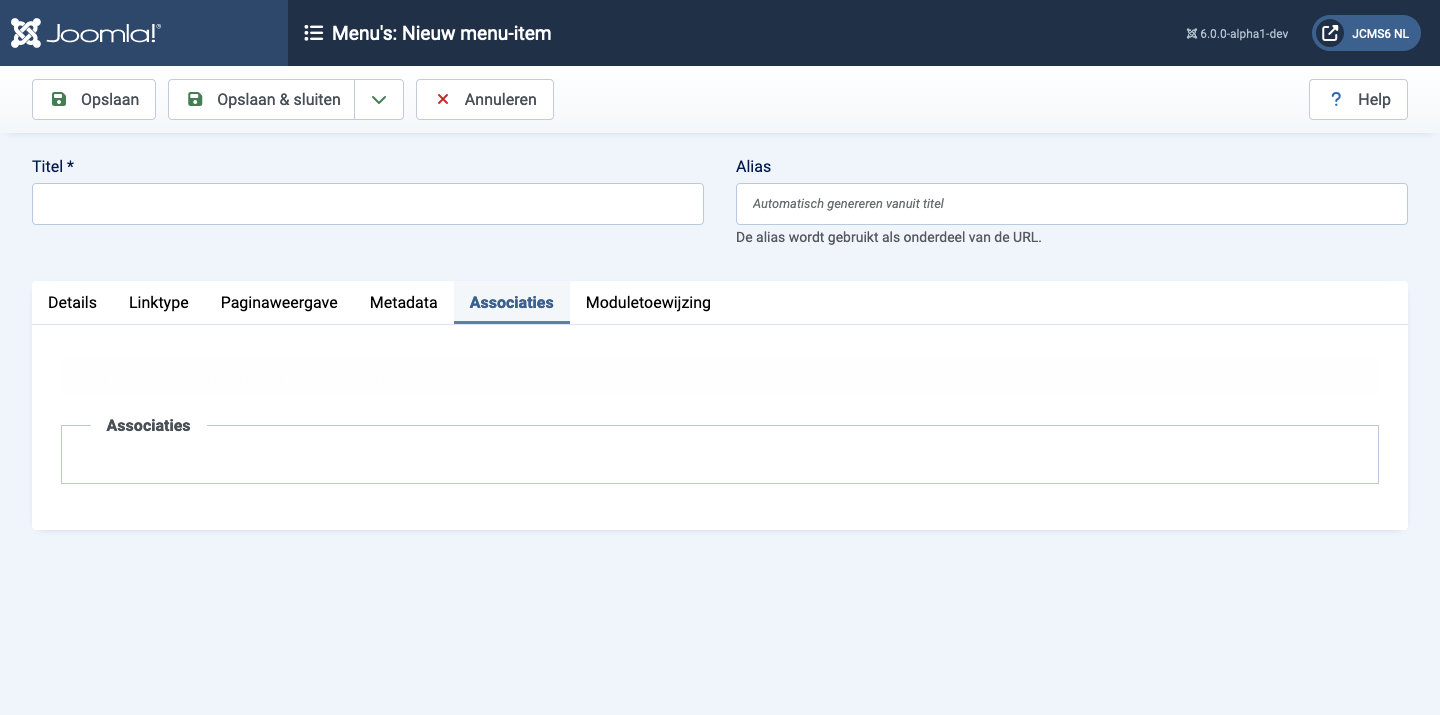 Joomla!®
Menu's: Nieuw menu-item
6.0.0-alpha1-dev
JCMS6 NL
Opslaan
Opslaan & sluiten
Annuleren
? Help
Titel *
Alias
Automatisch genereren vanuit titel
De alias wordt gebruikt als onderdeel van de URL.
Details Linktype Paginaweergave Metadata Associaties Moduletoewijzing
Associaties